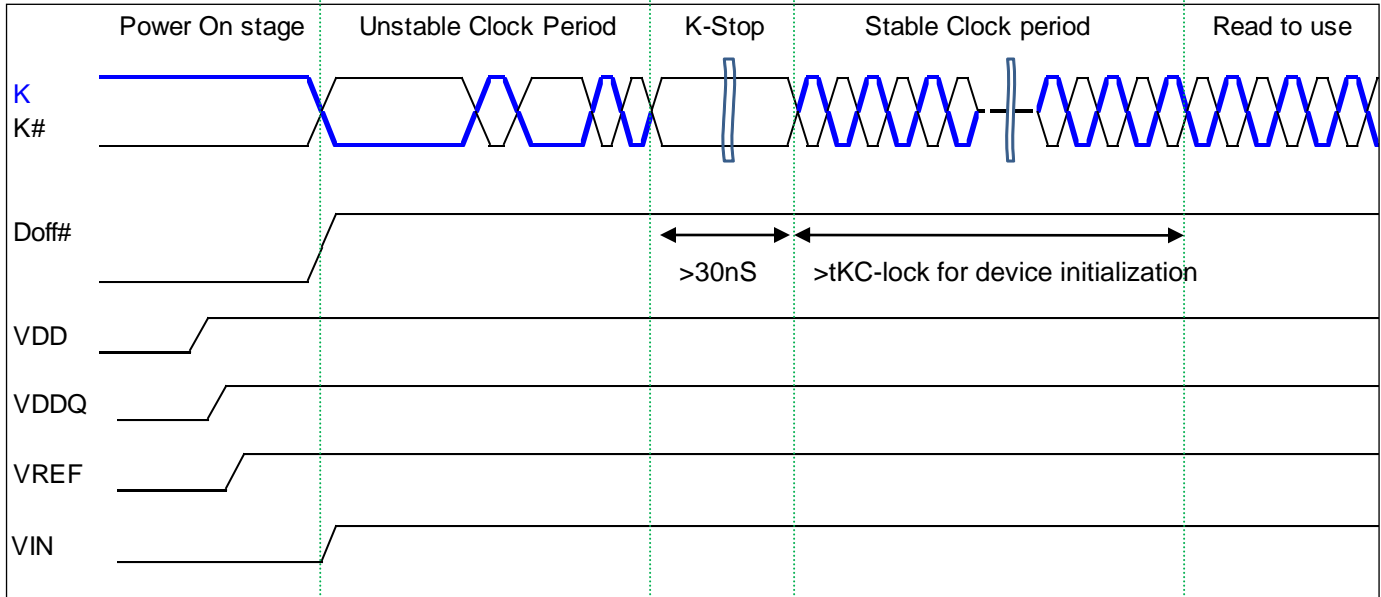 Power On stage Unstable Clock Period K-Stop Stable Clock period Read to use
K
K#
Doff#
>30nS >tKC-lock for device initialization
VDD
VDDQ
VREF
VIN